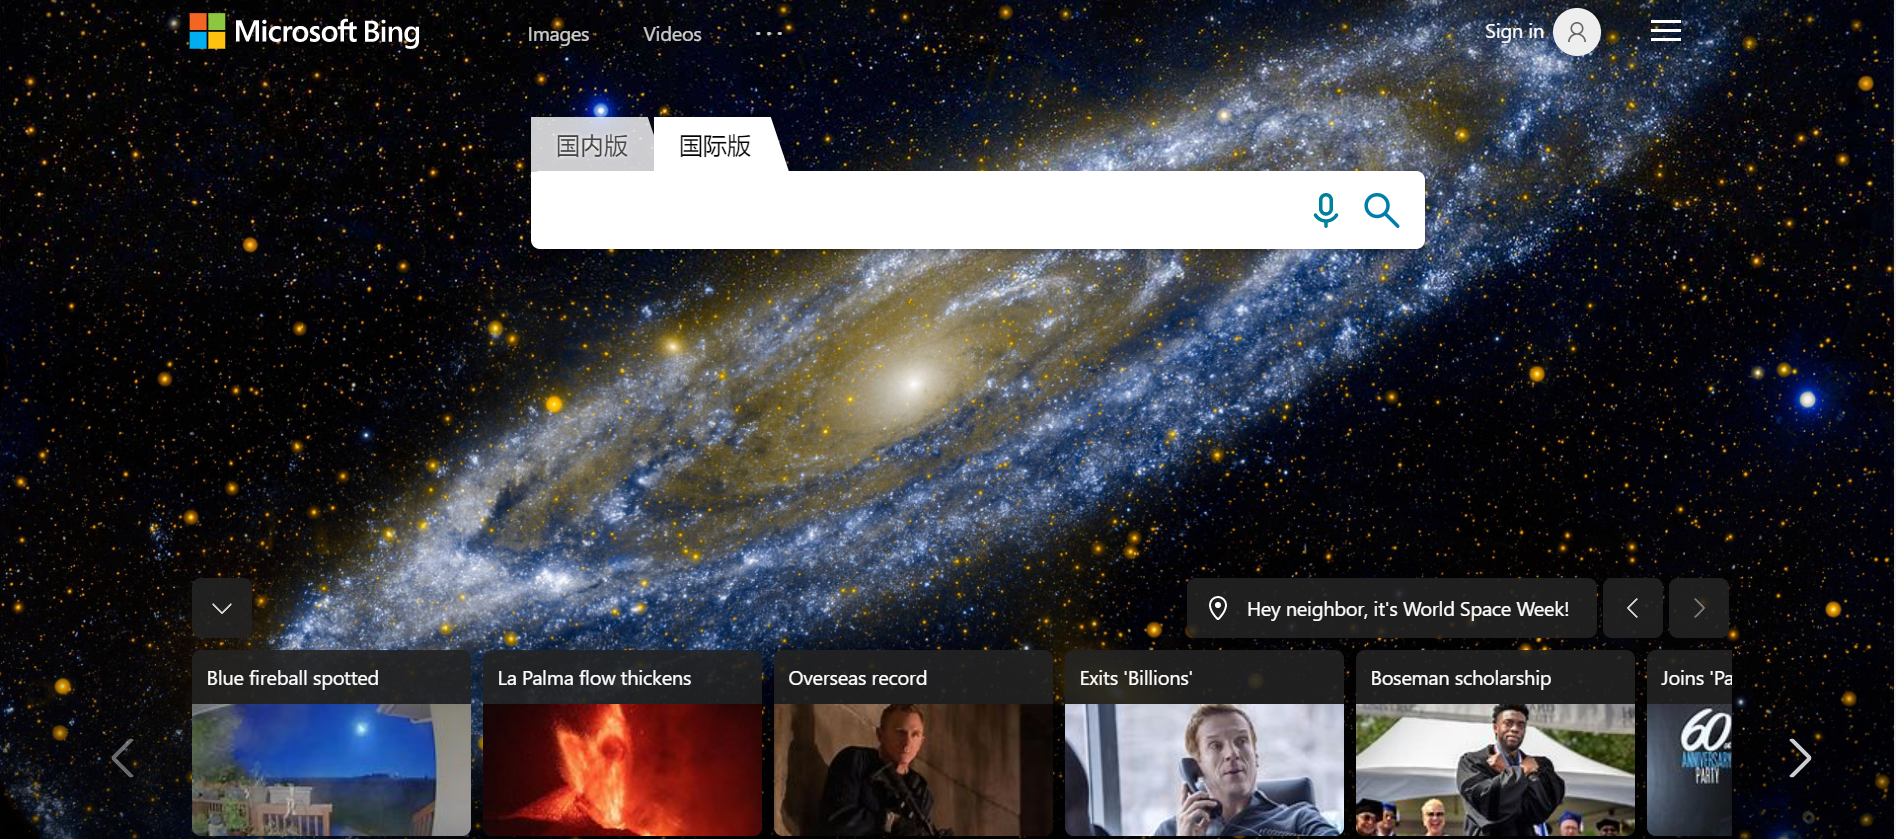 Microsoft Bing
Images
Videos
Sign in
国内版
国际版
Hey neighbor, it's World Space Week!
Blue fireball spotted
La Palma flow thickens
Overseas record
Exits 'Billions'
Boseman scholarship
Joins 'Pa
60
ANNIVERSARY
PARTY